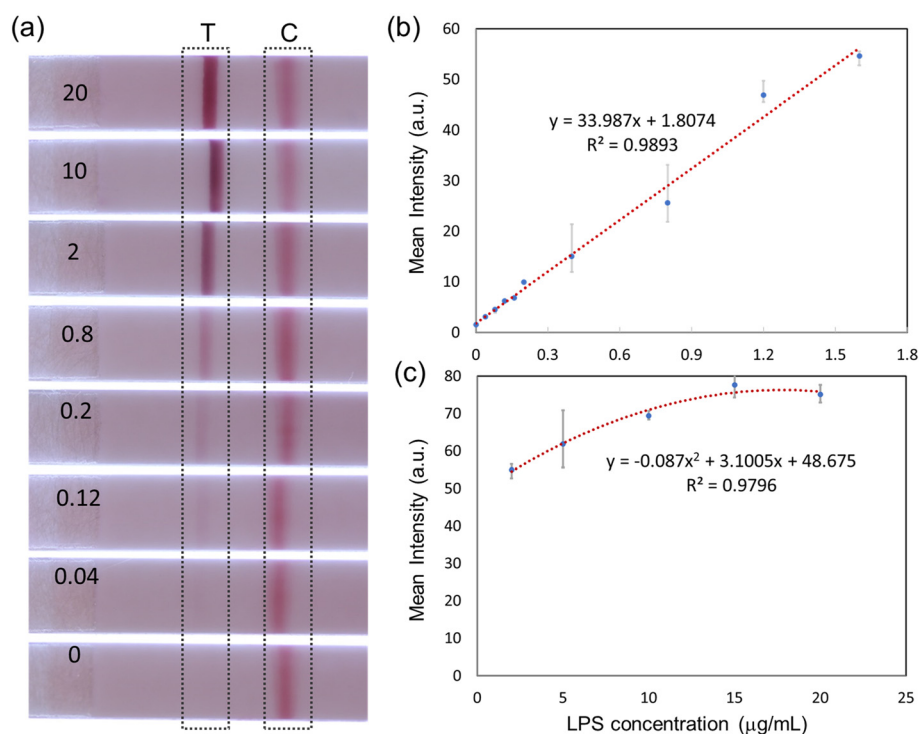 (a)
T C
20
10
2
0.8
0.2
0.12
0.04
0
(b)
Mean Intensity (a.u.)
60
50
40
30
20
10
0
y = 33.987x + 1.8074
R² = 0.9893
0 0.3 0.6 0.9 1.2 1.5 1.8
(c)
Mean Intensity (a.u.)
80
70
60
50
40
30
20
10
0
y = -0.087x² + 3.1005x + 48.675
R² = 0.9796
0 5 10 15 20 25
LPS concentration (µg/mL)